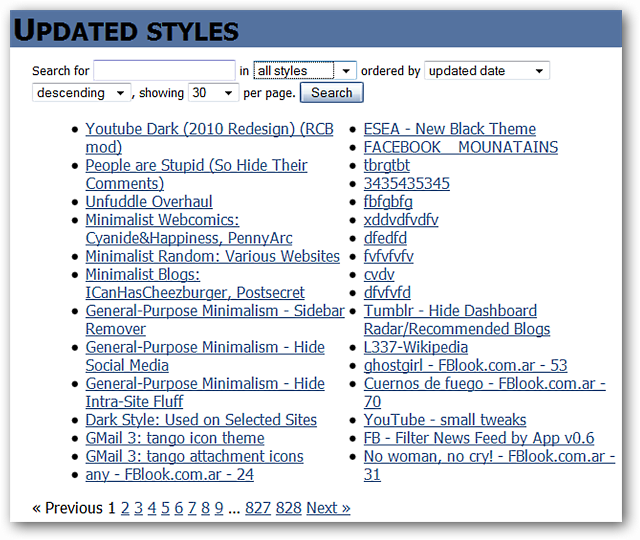 UPDATED STYLES
Search for in all styles ordered by updated date
descending , showing 30 per page. Search
Youtube Dark (2010 Redesign) (RCB
mod)
People are Stupid (So Hide Their
Comments)
Unfuddle Overhaul
Minimalist Webcomics:
Cyanide&Happiness, PennyArc
Minimalist Random: Various Websites
Minimalist Blogs:
ICanHasCheezburger, Postsecret
General-Purpose Minimalism - Sidebar
Remover
General-Purpose Minimalism - Hide
Social Media
General-Purpose Minimalism - Hide
Intra-Site Fluff
Dark Style: Used on Selected Sites
GMail 3: tango icon theme
GMail 3: tango attachment icons
any - FBlook.com.ar - 24
ESEA - New Black Theme
FACEBOOK__MOUNATAINS
tbrgtbt
3435435345
fbfgbfg
xddvdfvdfv
dfedfd
fvfvfvfv
cvdv
dfvfvfd
Tumblr - Hide Dashboard
Radar/Recommended Blogs
L337-Wikipedia
ghostgirl - FBlook.com.ar - 53
Cuernos de fuego - FBlook.com.ar -
70
YouTube - small tweaks
FB - Filter News Feed by App v0.6
No woman, no cry! - FBlook.com.ar -
31
« Previous 1 2 3 4 5 6 7 8 9 ... 827 828 Next »